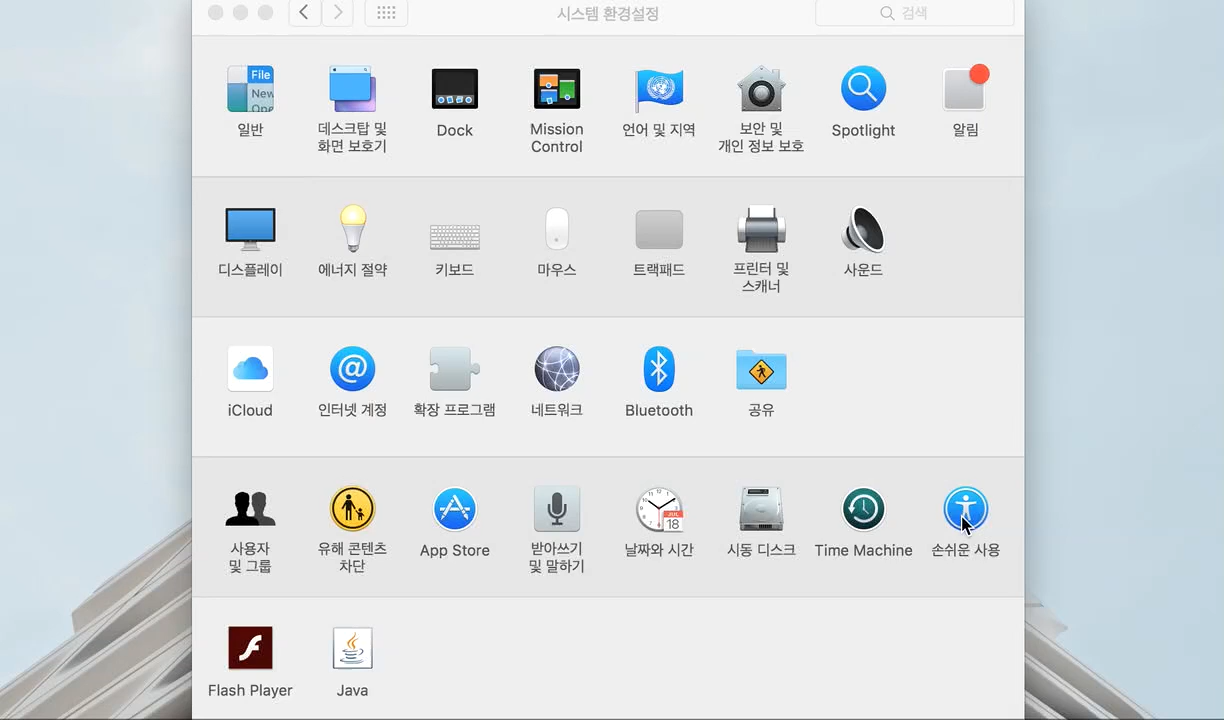 시스템 환경설정
검색
File
New
Ope
일반
데스크탑 및
화면 보호기
Dock
Mission
Control
언어 및 지역
보안 및
개인 정보 보호
Spotlight
알림
디스플레이
에너지 절약
키보드
마우스
트랙패드
프린터 및
스캐너
사운드
iCloud
@
인터넷 계정
확장 프로그램
네트워크
Bluetooth
공유
사용자
및 그룹
유해 콘텐츠
차단
App Store
받아쓰기
및 말하기
JUL
18
날짜와 시간
시동 디스크
Time Machine
손쉬운 사용
Flash Player
Java